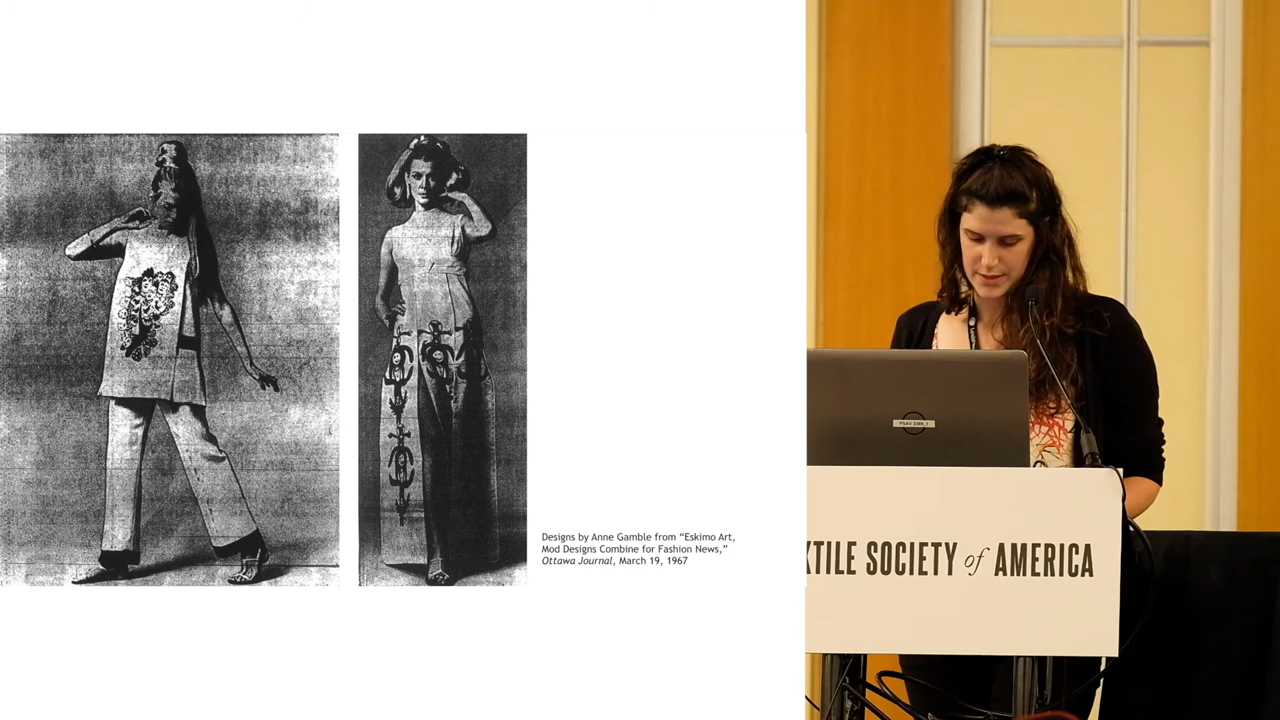 Designs by Anne Gamble from “Eskimo Art,
Mod Designs Combine for Fashion News,”
Ottawa Journal, March 19, 1967
XTILE SOCIETY of AMERICA